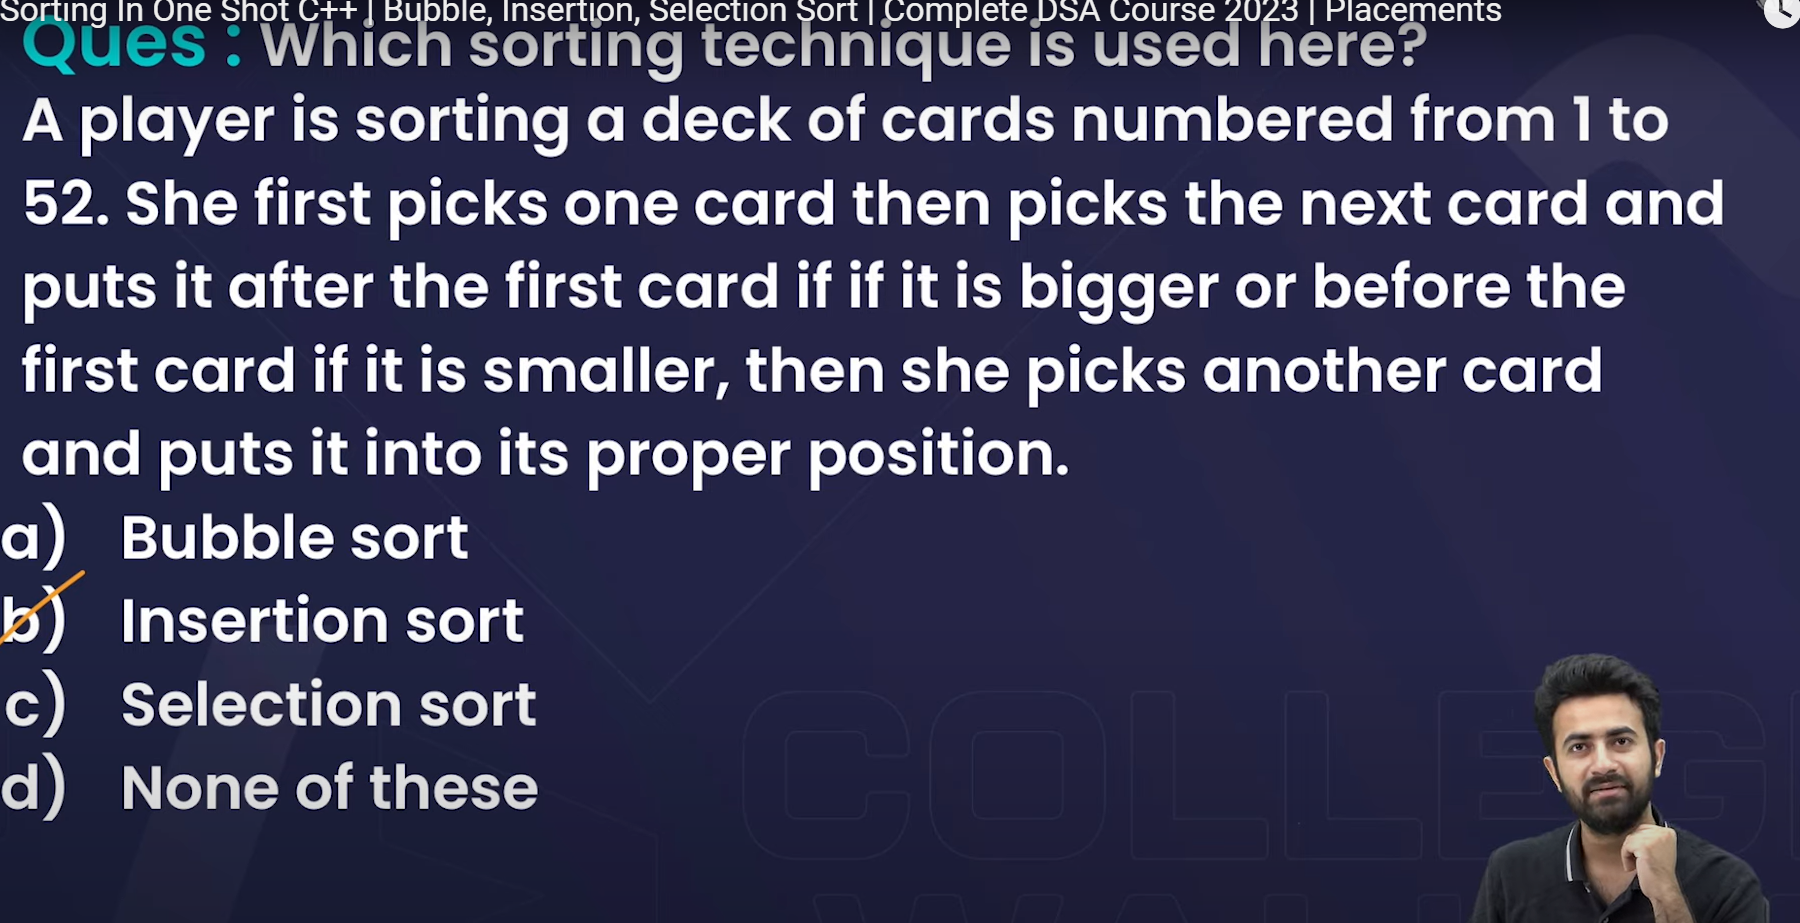 Sorting In One Shot C++ | Bubble, Insertion, Selection Sort | Complete DSA Course 2023 | Placements
Ques : Which sorting technique is used here?
A player is sorting a deck of cards numbered from 1 to
52. She first picks one card then picks the next card and
puts it after the first card if if it is bigger or before the
first card if it is smaller, then she picks another card
and puts it into its proper position.
a) Bubble sort
b) Insertion sort
c) Selection sort
d) None of these
COLLEG